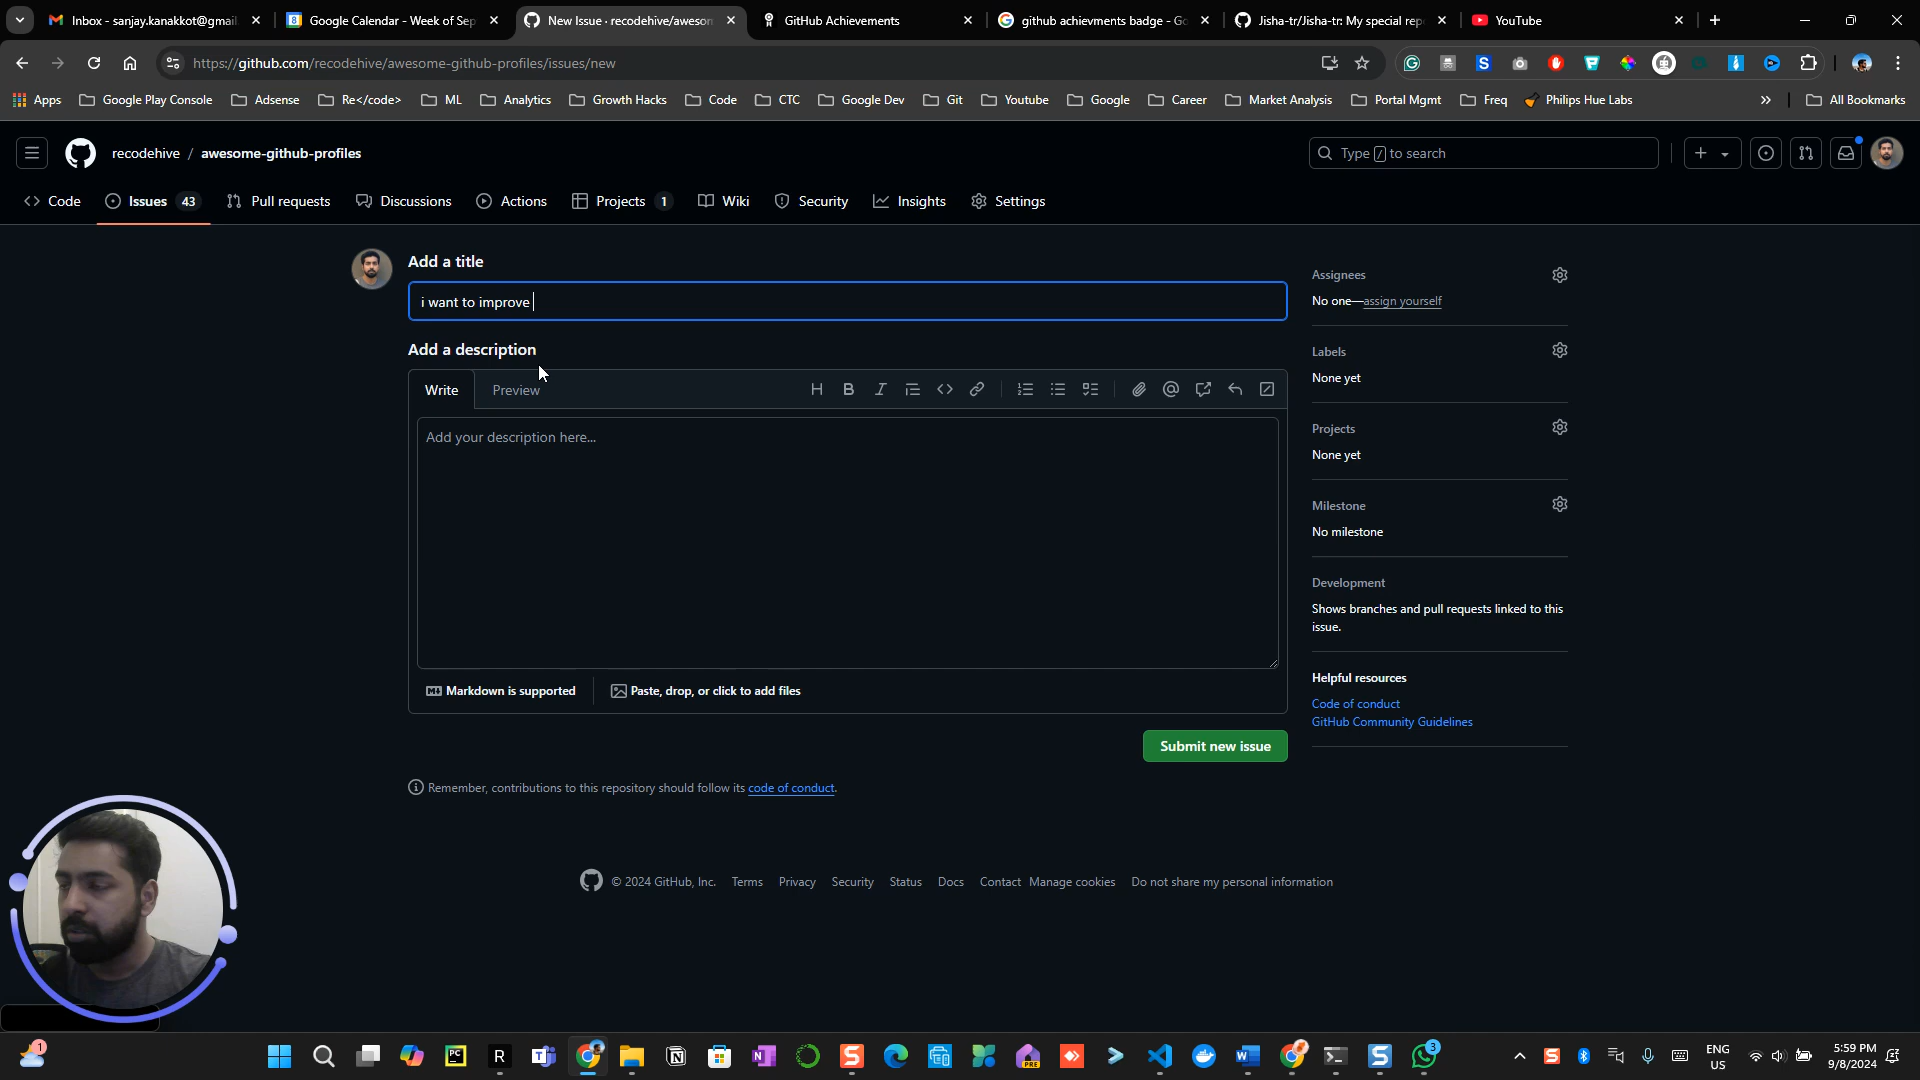 Inbox - sanjay.kanakkot@gmail
Google Calendar - Week of Sep
New Issue · recodehive/awesom
GitHub Achievements
github achievments badge - Go
Jisha-tr/Jisha-tr: My special repo
YouTube
https://github.com/recodehive/awesome-github-profiles/issues/new
Apps
Google Play Console
Adsense
Re</code>
ML
Analytics
Growth Hacks
Code
CTC
Google Dev
Git
Youtube
Google
Career
Market Analysis
Portal Mgmt
Freq
Philips Hue Labs
All Bookmarks
recodehive / awesome-github-profiles
Type / to search
Code
Issues 43
Pull requests
Discussions
Actions
Projects 1
Wiki
Security
Insights
Settings
Add a title
i want to improve
Add a description
Write
Preview
Add your description here...
Markdown is supported
Paste, drop, or click to add files
Submit new issue
Remember, contributions to this repository should follow its code of conduct.
Assignees
No one—assign yourself
Labels
None yet
Projects
None yet
Milestone
No milestone
Development
Shows branches and pull requests linked to this
issue.
Helpful resources
Code of conduct
GitHub Community Guidelines
© 2024 GitHub, Inc.
Terms
Privacy
Security
Status
Docs
Contact
Manage cookies
Do not share my personal information
ENG
US
5:59 PM
9/8/2024